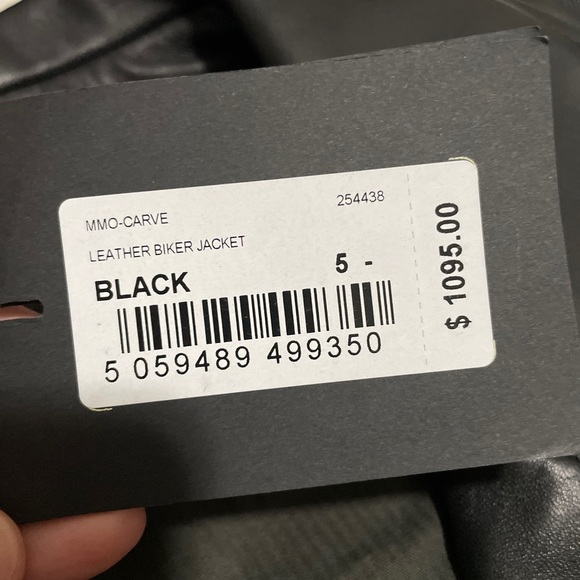 MMO-CARVE
254438
LEATHER BIKER JACKET
BLACK
5 -
5 059489 499350
$ 1095.00